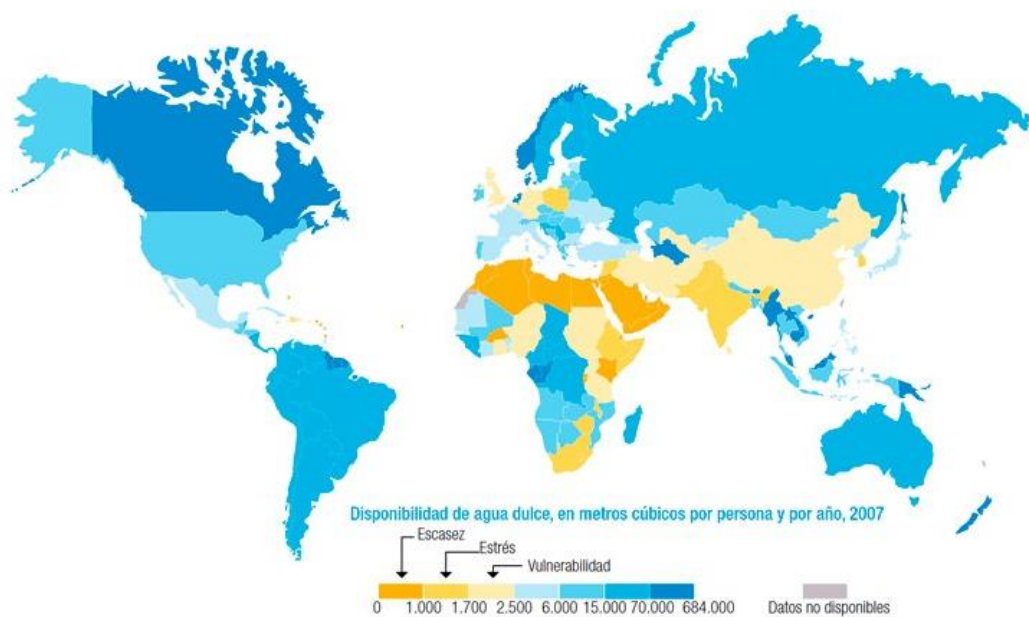 Disponibilidad de agua dulce, en metros cúbicos por persona y por año, 2007
Escasez
Estrés
Vulnerabilidad
0 1.000 1.700 2.500 6.000 15.000 70.000 684.000
Datos no disponibles